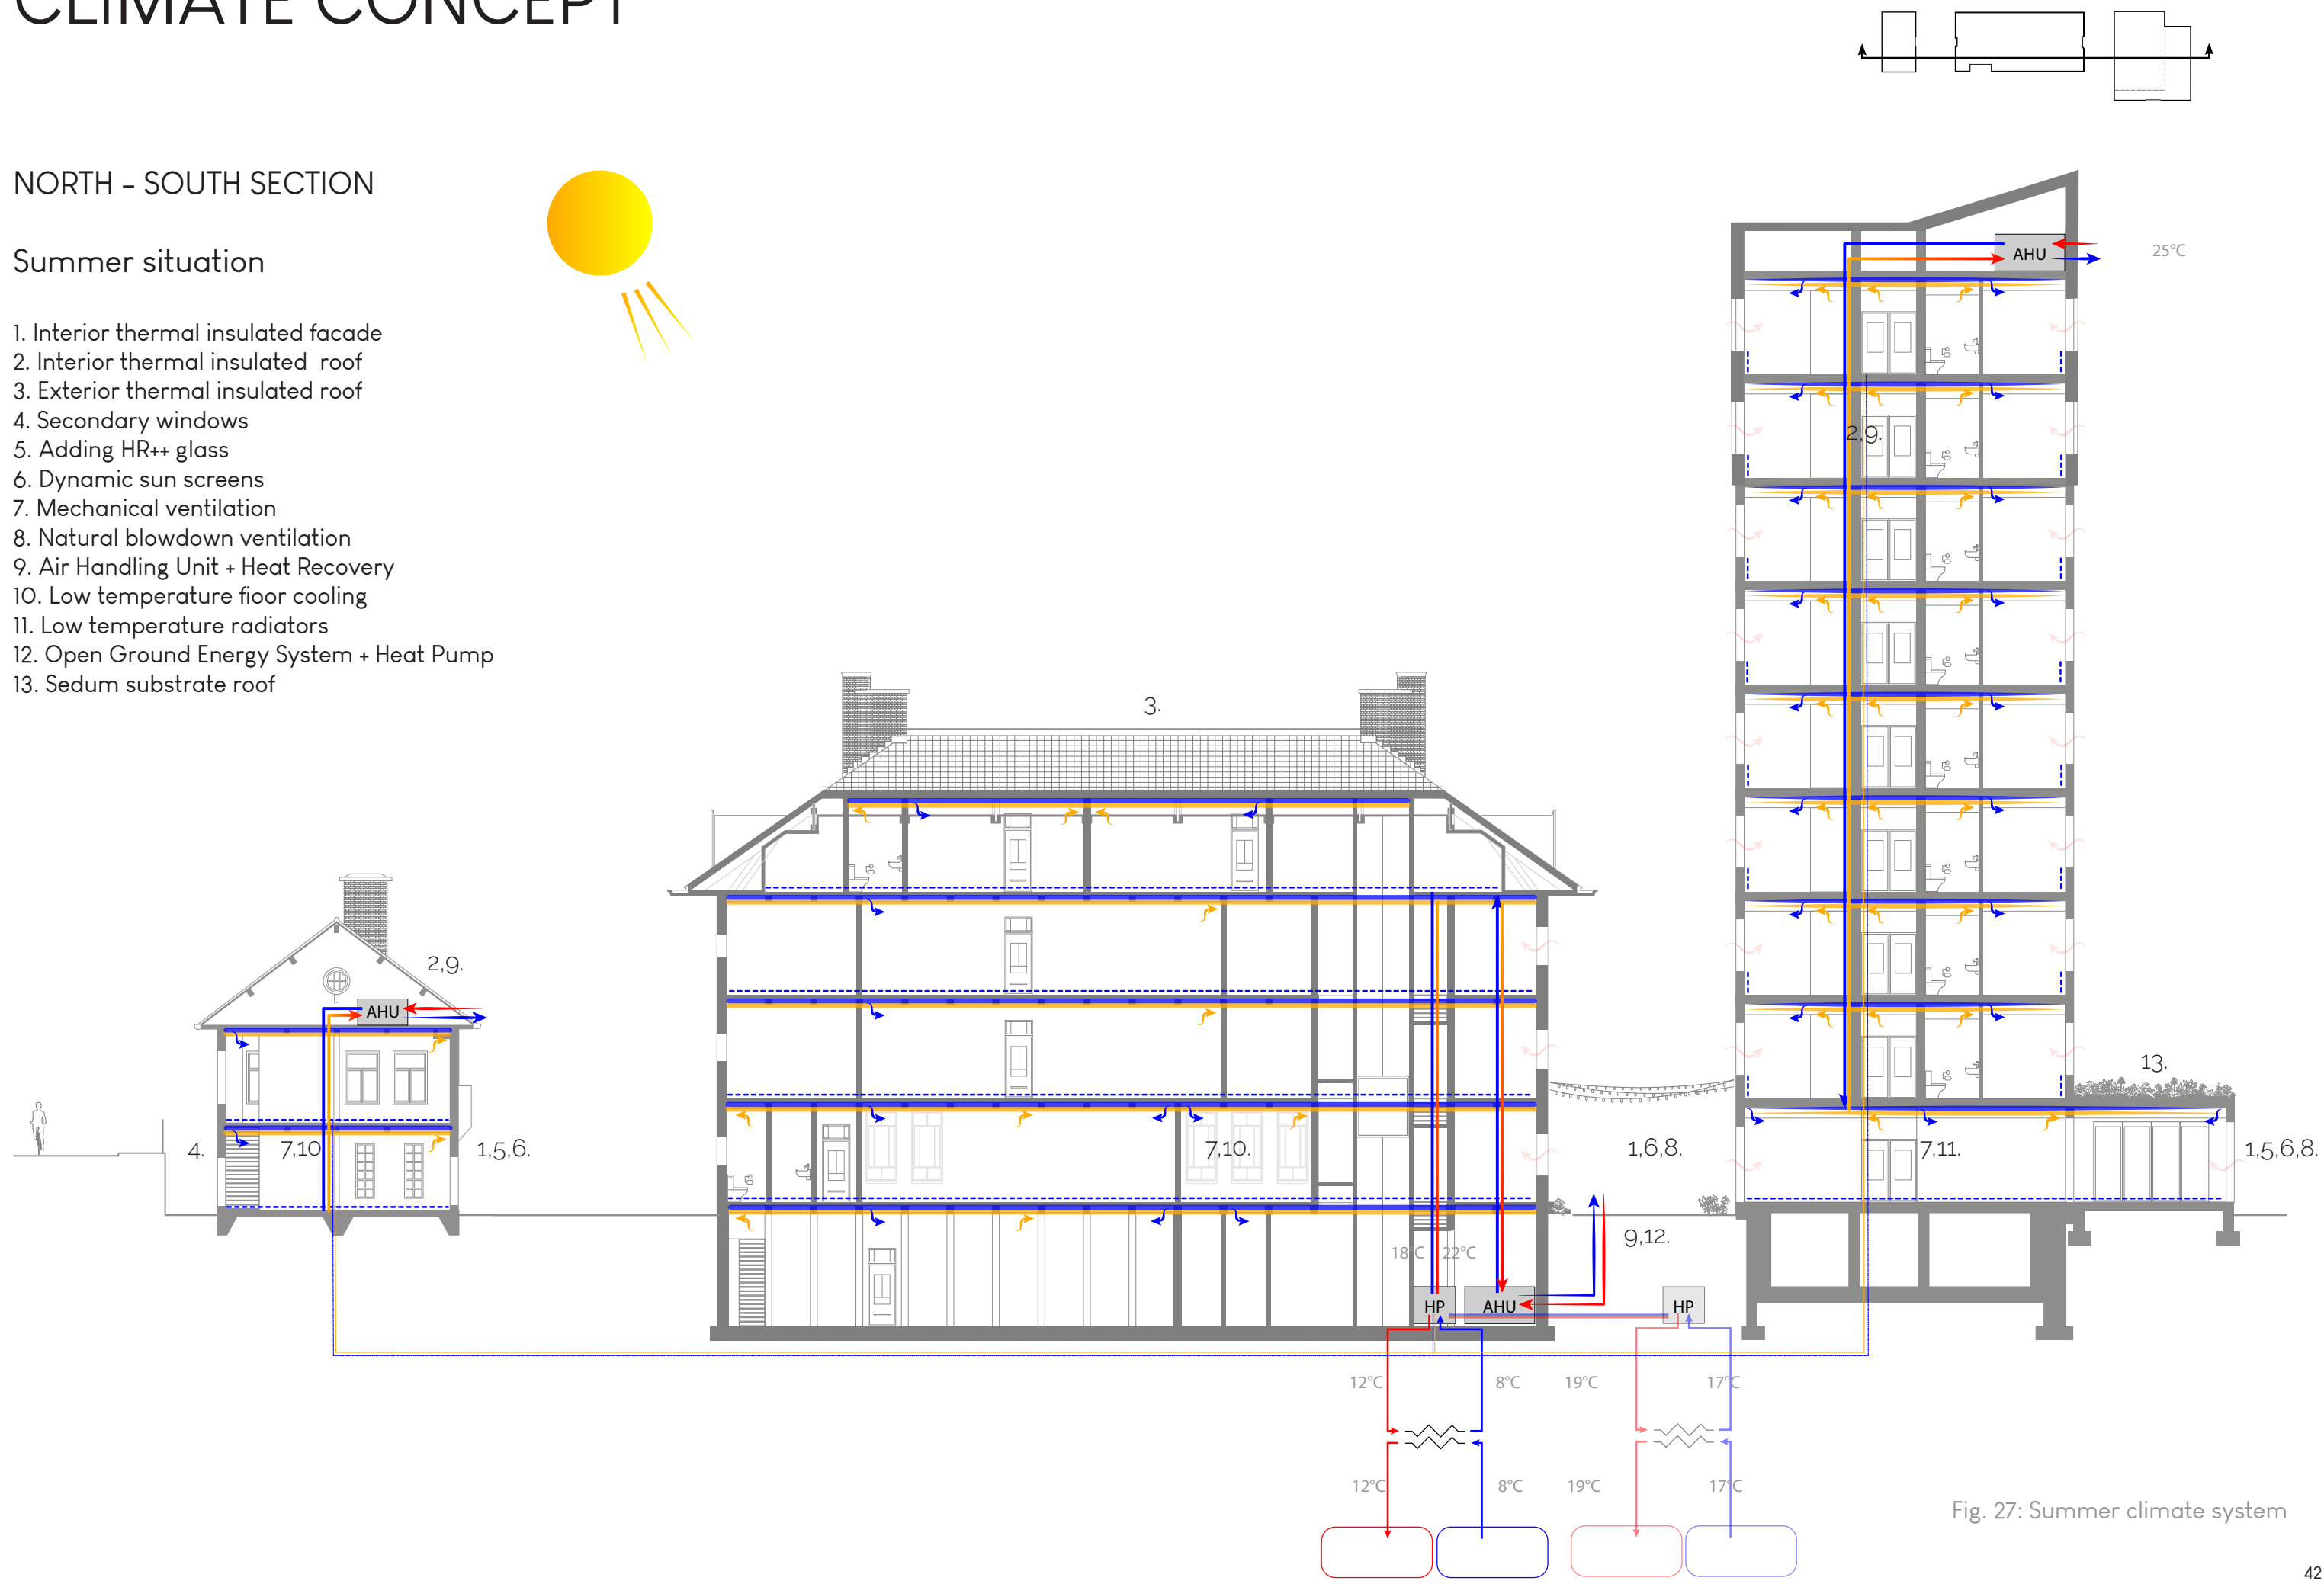 CLIMATE CONCEPT
NORTH - SOUTH SECTION
Summer situation
1. Interior thermal insulated facade
2. Interior thermal insulated roof
3. Exterior thermal insulated roof
4. Secondary windows
5. Adding HR++ glass
6. Dynamic sun screens
7. Mechanical ventilation
8. Natural blowdown ventilation
9. Air Handling Unit + Heat Recovery
10. Low temperature floor cooling
11. Low temperature radiators
12. Open Ground Energy System + Heat Pump
13. Sedum substrate roof
AHU
25°C
2,9.
3.
2,9.
AHU
13.
4.
7,10
1,5,6.
7,10.
1,6,8.
7,11.
1,5,6,8.
9,12.
18°C
22°C
HP
AHU
HP
12°C
8°C
19°C
17°C
12°C
8°C
19°C
17°C
Fig. 27: Summer climate system
42